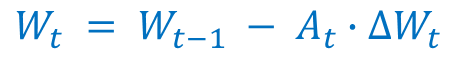 W_t = W_{t−1} − A_t · ΔW_t